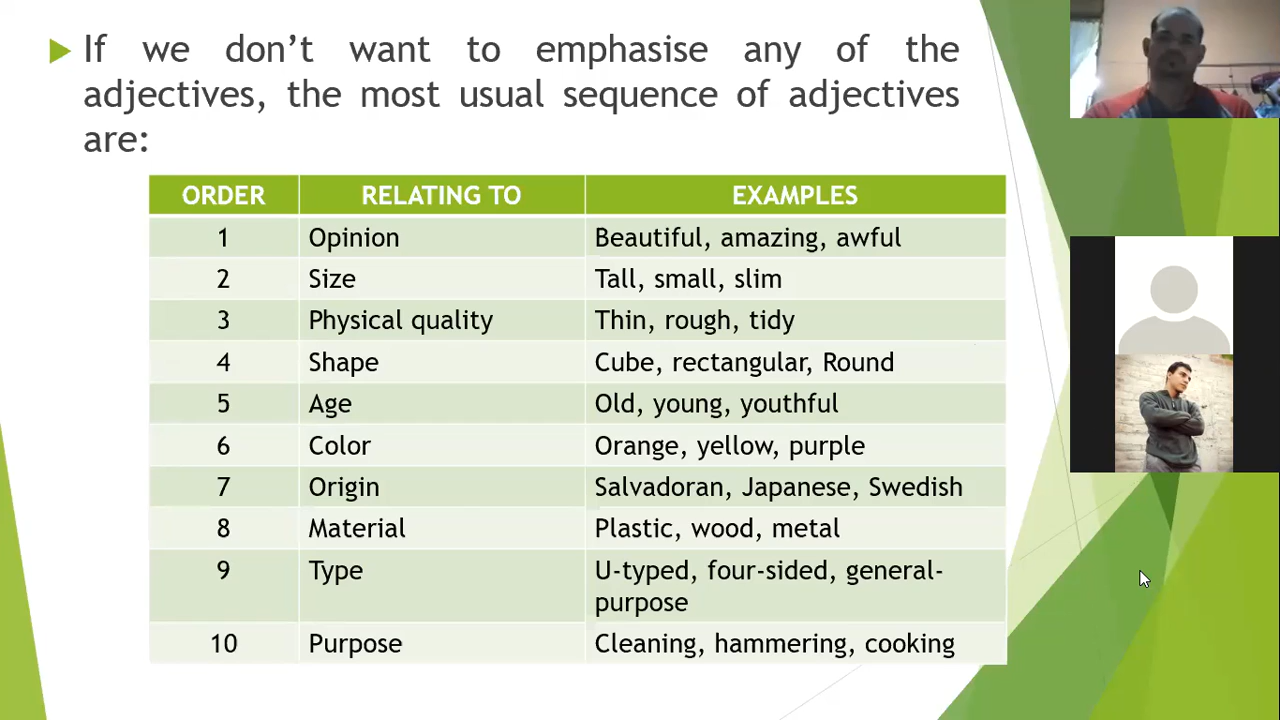 If we don’t want to emphasise any of the
adjectives, the most usual sequence of adjectives
are:
ORDER RELATING TO EXAMPLES
1 Opinion Beautiful, amazing, awful
2 Size Tall, small, slim
3 Physical quality Thin, rough, tidy
4 Shape Cube, rectangular, Round
5 Age Old, young, youthful
6 Color Orange, yellow, purple
7 Origin Salvadoran, Japanese, Swedish
8 Material Plastic, wood, metal
9 Type U-typed, four-sided, general-
purpose
10 Purpose Cleaning, hammering, cooking